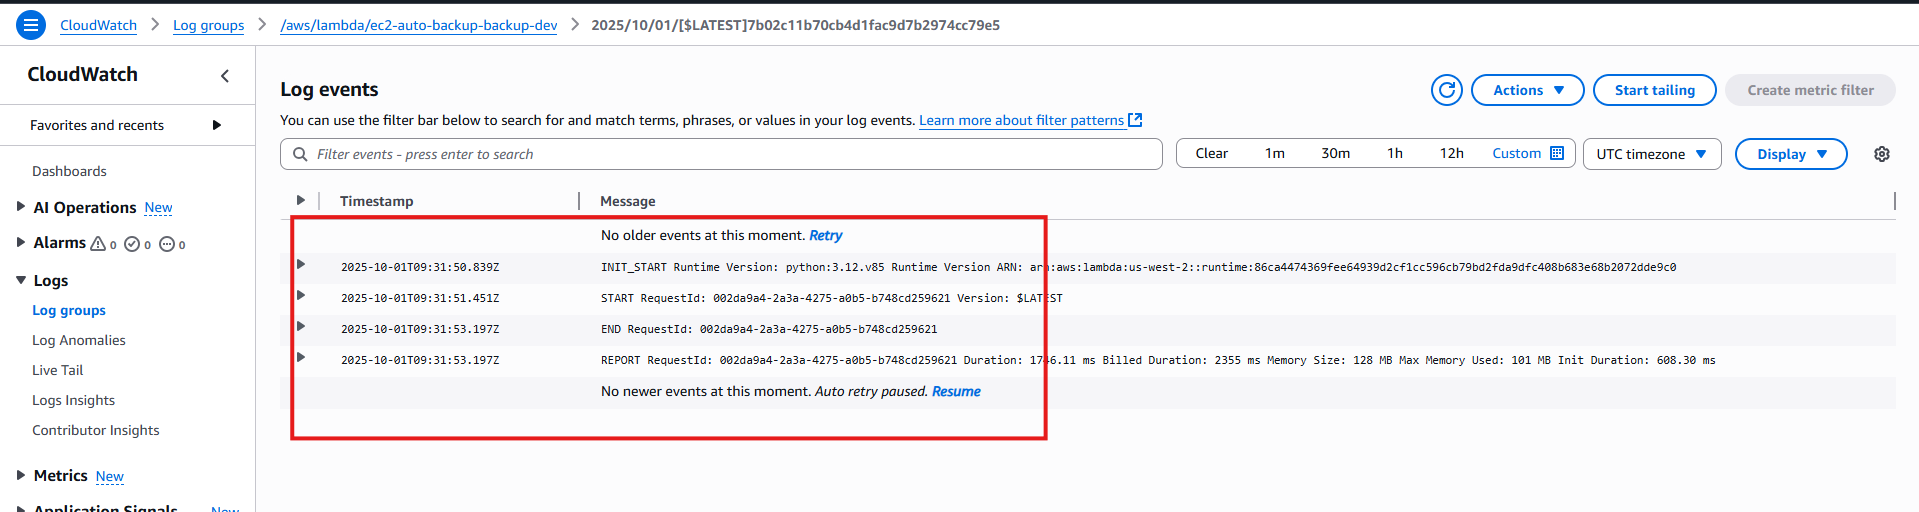 CloudWatch > Log groups > /aws/lambda/ec2-auto-backup-backup-dev > 2025/10/01/[$LATEST]7b02c11b70cb4d1fac9d7b2974cc79e5
CloudWatch
Favorites and recents
Dashboards
AI Operations New
Alarms 0 0 0
Logs
Log groups
Log Anomalies
Live Tail
Logs Insights
Contributor Insights
Metrics New
Application Signals New
Log events
Actions Start tailing Create metric filter
You can use the filter bar below to search for and match terms, phrases, or values in your log events. Learn more about filter patterns
Filter events - press enter to search Clear 1m 30m 1h 12h Custom UTC timezone Display
Timestamp Message
No older events at this moment. Retry
2025-10-01T09:31:50.839Z INIT_START Runtime Version: python:3.12.v85 Runtime Version ARN: arn:aws:lambda:us-west-2::runtime:86ca4474369fee64939d2cf1cc596cb79bd2fda9dfc408b683e68b2072dde9c0
2025-10-01T09:31:51.451Z START RequestId: 002da9a4-2a3a-4275-a0b5-b748cd259621 Version: $LATEST
2025-10-01T09:31:53.197Z END RequestId: 002da9a4-2a3a-4275-a0b5-b748cd259621
2025-10-01T09:31:53.197Z REPORT RequestId: 002da9a4-2a3a-4275-a0b5-b748cd259621 Duration: 1746.11 ms Billed Duration: 2355 ms Memory Size: 128 MB Max Memory Used: 101 MB Init Duration: 608.30 ms
No newer events at this moment. Auto retry paused. Resume